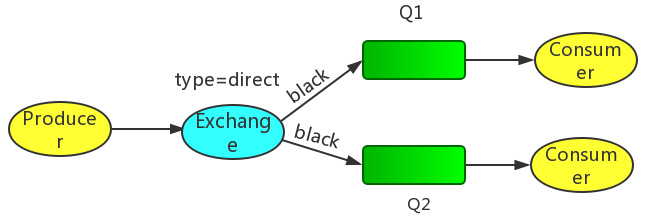 Q1
type=direct
black
Consum
er
Produce
r
Exchang
e
black
Consum
er
Q2